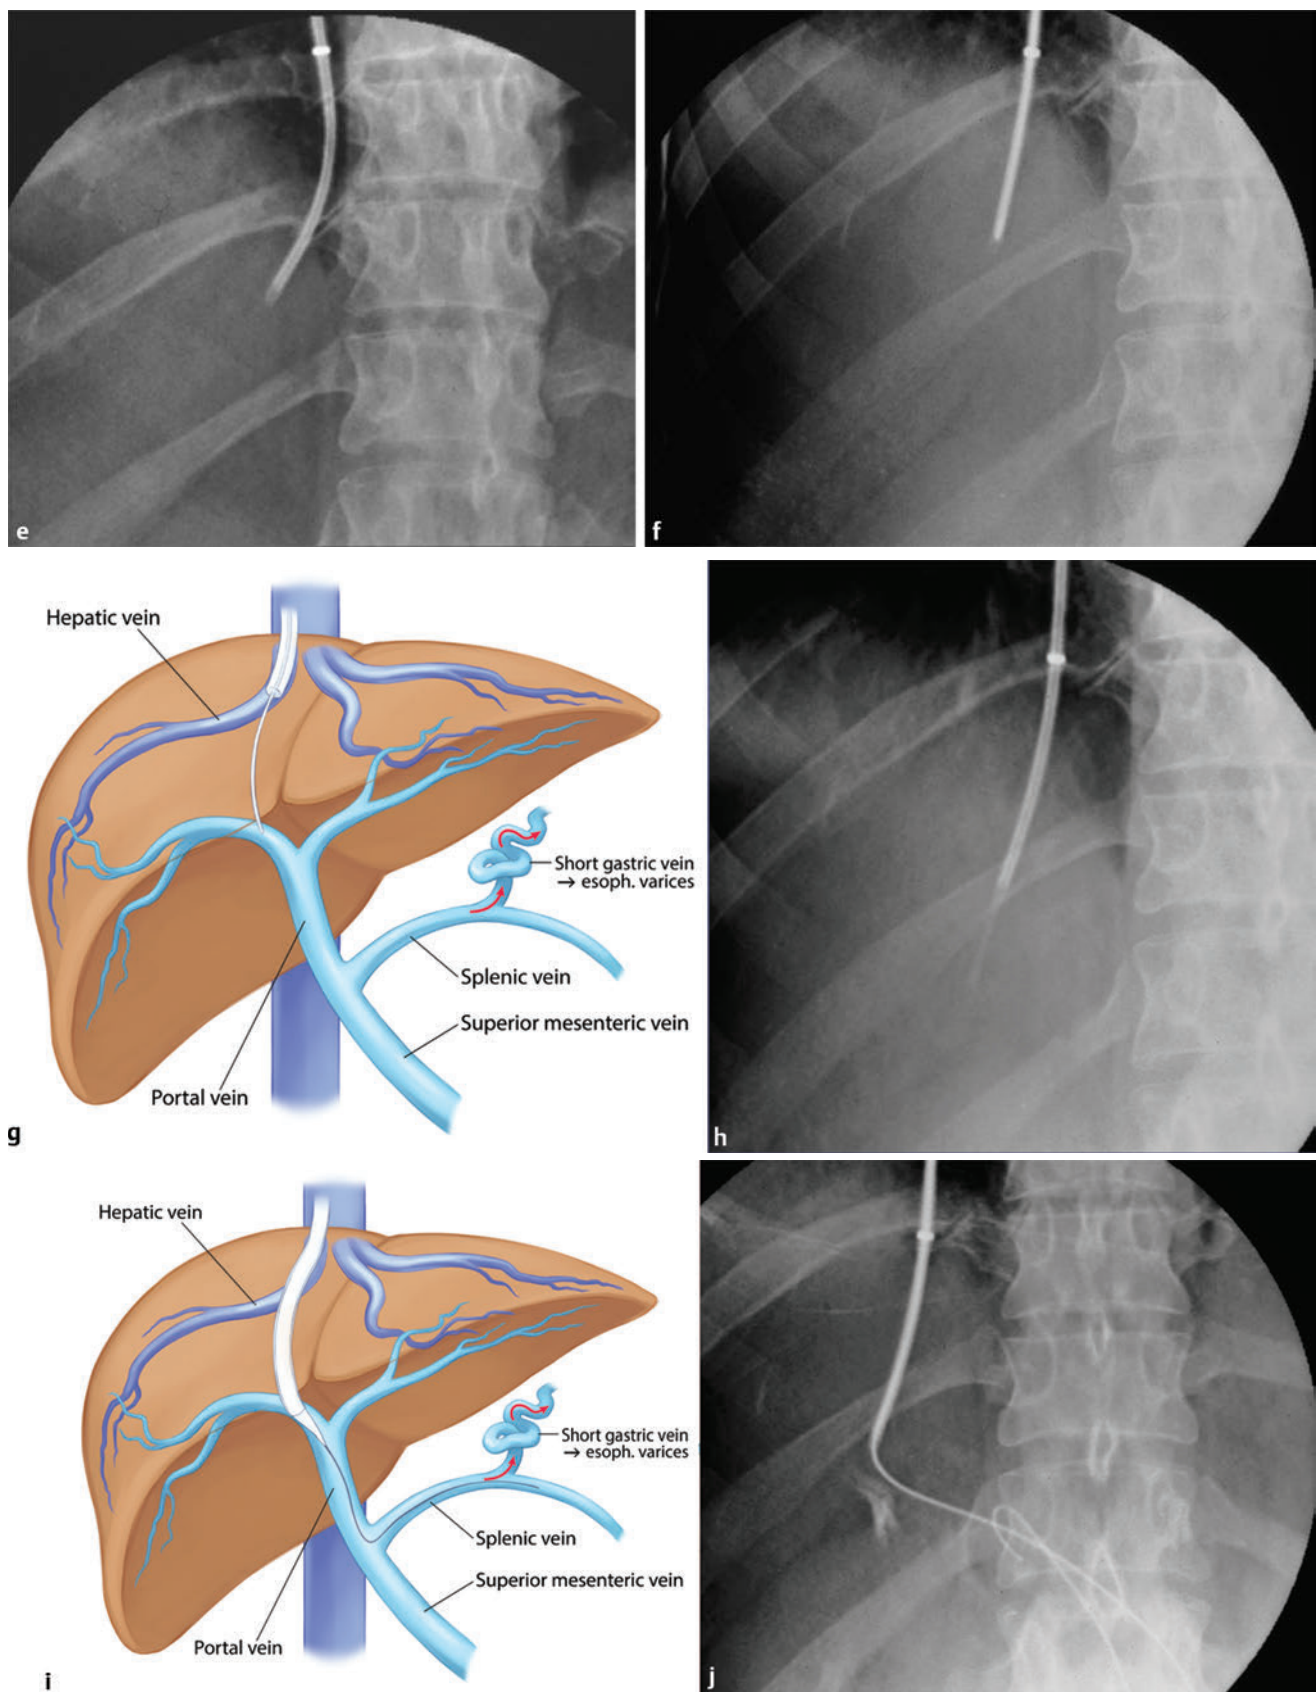 e
f
Hepatic vein
Short gastric vein
→ esoph. varices
Splenic vein
Superior mesenteric vein
Portal vein
g
h
Hepatic vein
Short gastric vein
→ esoph. varices
Splenic vein
Superior mesenteric vein
Portal vein
i
j